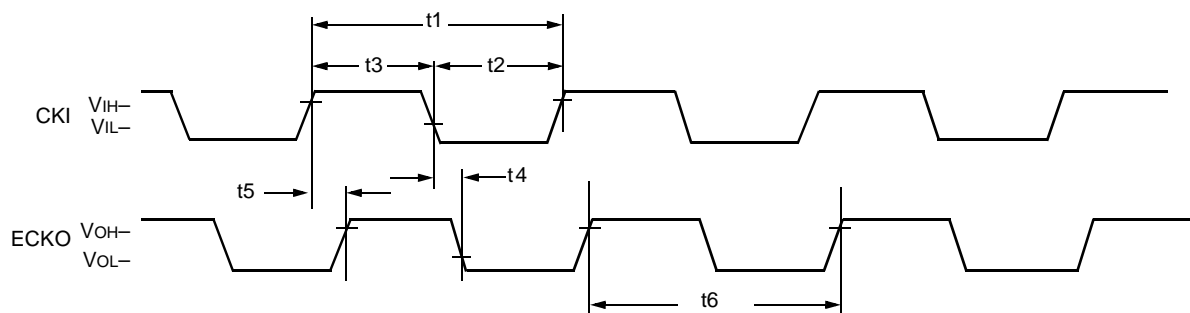 t1
t3 t2
CKI VIH–
VIL–
t5 t4
ECKO VOH–
VOL–
t6